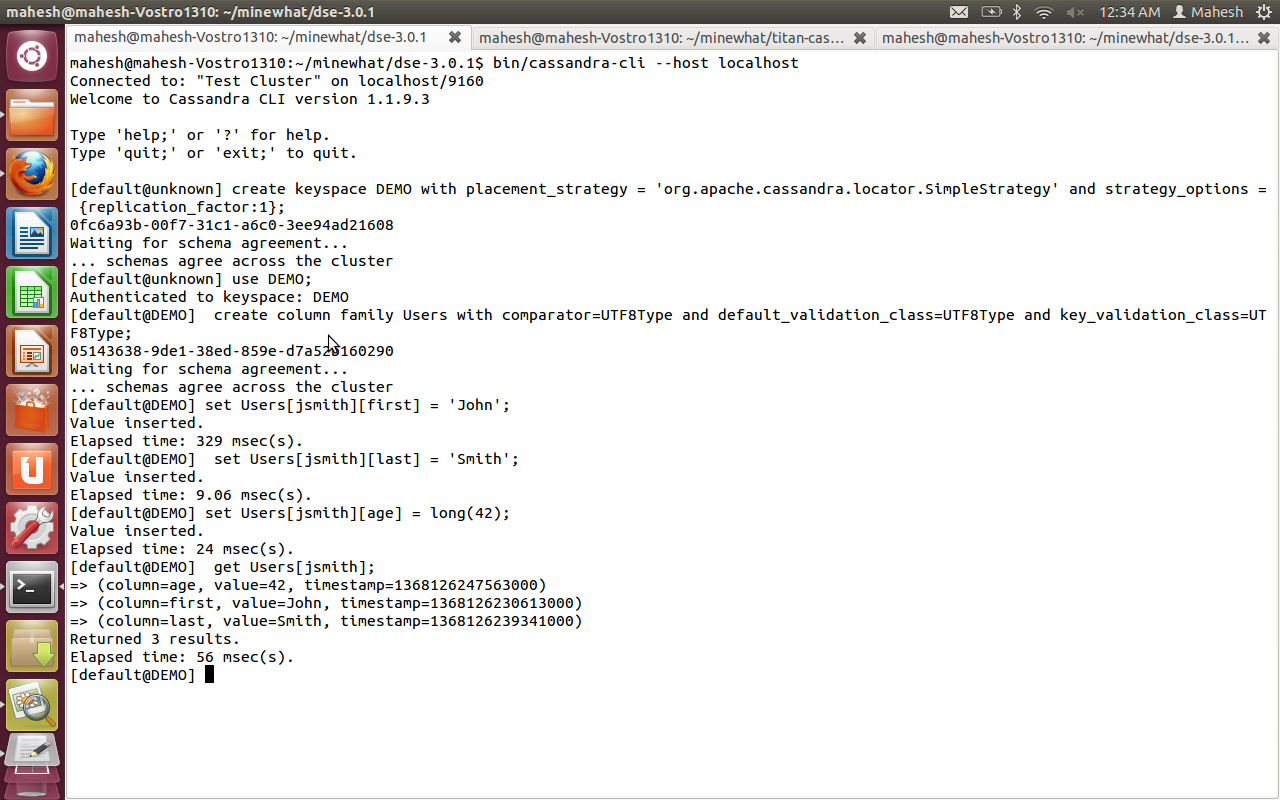 mahesh@mahesh-Vostro1310: ~/minewhat/dse-3.0.1
12:34 AM
Mahesh
mahesh@mahesh-Vostro1310: ~/minewhat/dse-3.0.1
mahesh@mahesh-Vostro1310: ~/minewhat/titan-cas...
mahesh@mahesh-Vostro1310: ~/minewhat/dse-3.0.1...
mahesh@mahesh-Vostro1310:~/minewhat/dse-3.0.1$ bin/cassandra-cli --host localhost
Connected to: "Test Cluster" on localhost/9160
Welcome to Cassandra CLI version 1.1.9.3
Type 'help;' or '?' for help.
Type 'quit;' or 'exit;' to quit.
[default@unknown] create keyspace DEMO with placement_strategy = 'org.apache.cassandra.locator.SimpleStrategy' and strategy_options =
{replication_factor:1};
0fc6a93b-00f7-31c1-a6c0-3ee94ad21608
Waiting for schema agreement...
... schemas agree across the cluster
[default@unknown] use DEMO;
Authenticated to keyspace: DEMO
[default@DEMO]  create column family Users with comparator=UTF8Type and default_validation_class=UTF8Type and key_validation_class=UT
F8Type;
Waiting for schema agreement...
... schemas agree across the cluster
[default@DEMO] set Users[jsmith][first] = 'John';
Value inserted.
Elapsed time: 329 msec(s).
[default@DEMO]  set Users[jsmith][last] = 'Smith';
Value inserted.
Elapsed time: 9.06 msec(s).
[default@DEMO] set Users[jsmith][age] = long(42);
Value inserted.
Elapsed time: 24 msec(s).
[default@DEMO]  get Users[jsmith];
=> (column=age, value=42, timestamp=1368126247563000)
=> (column=first, value=John, timestamp=1368126230613000)
=> (column=last, value=Smith, timestamp=1368126239341000)
Returned 3 results.
Elapsed time: 56 msec(s).
[default@DEMO]